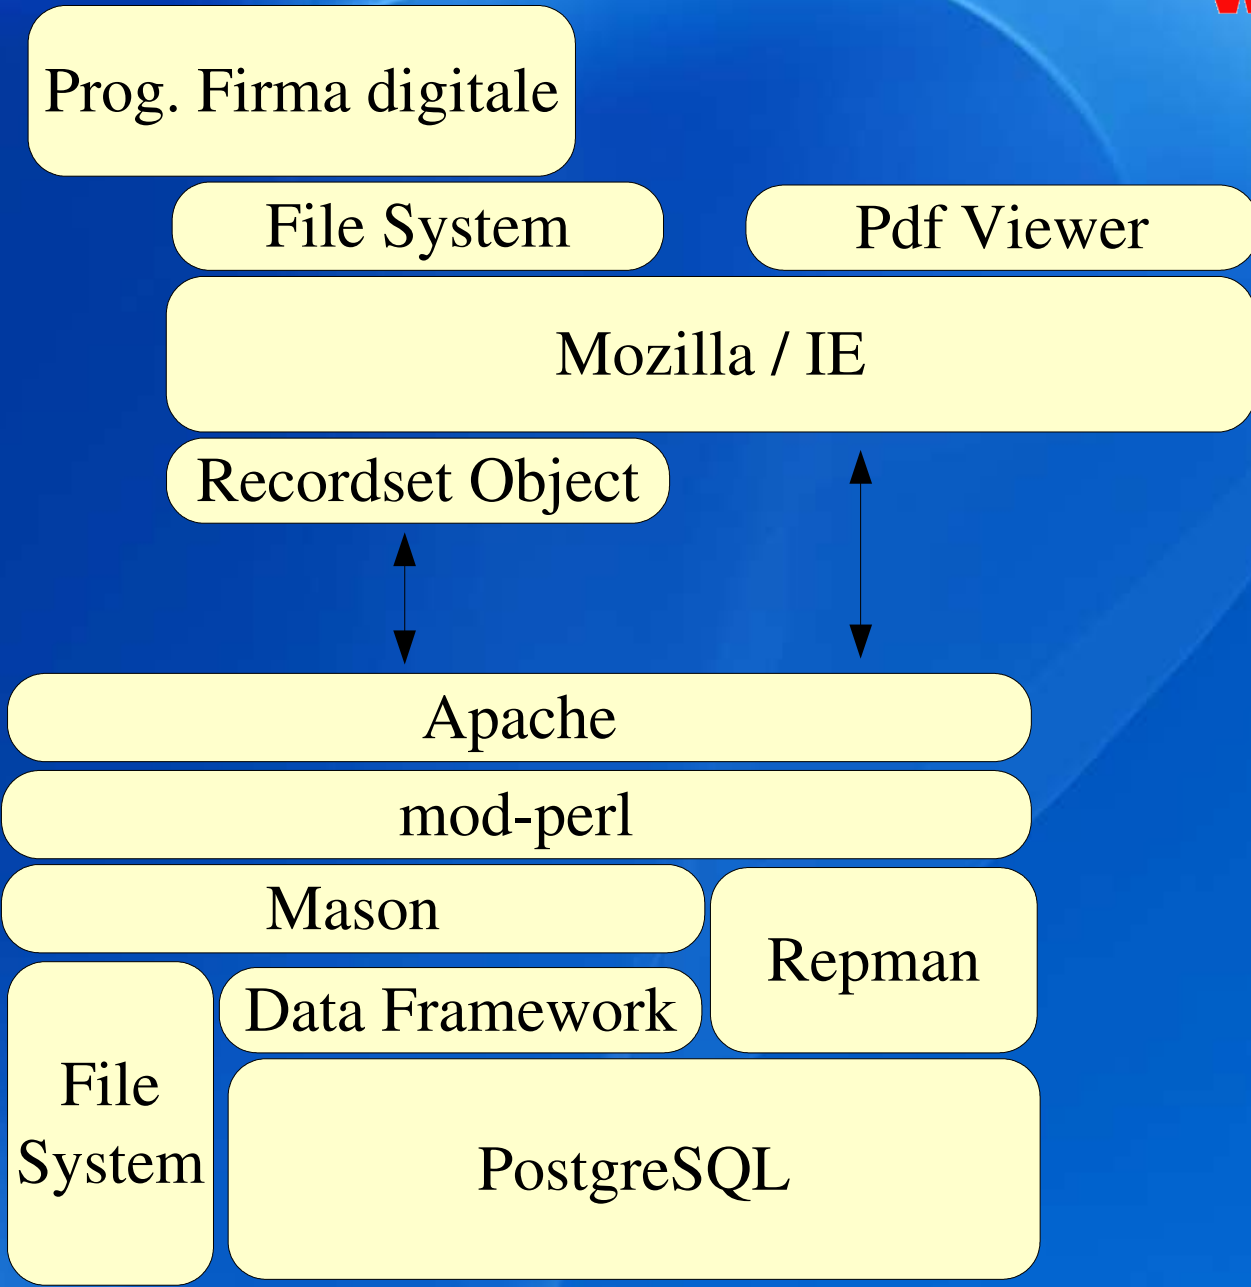 Prog. Firma digitale
File System
Pdf Viewer
Mozilla / IE
Recordset Object
Apache
mod-perl
Mason
Repman
Data Framework
File
System
PostgreSQL